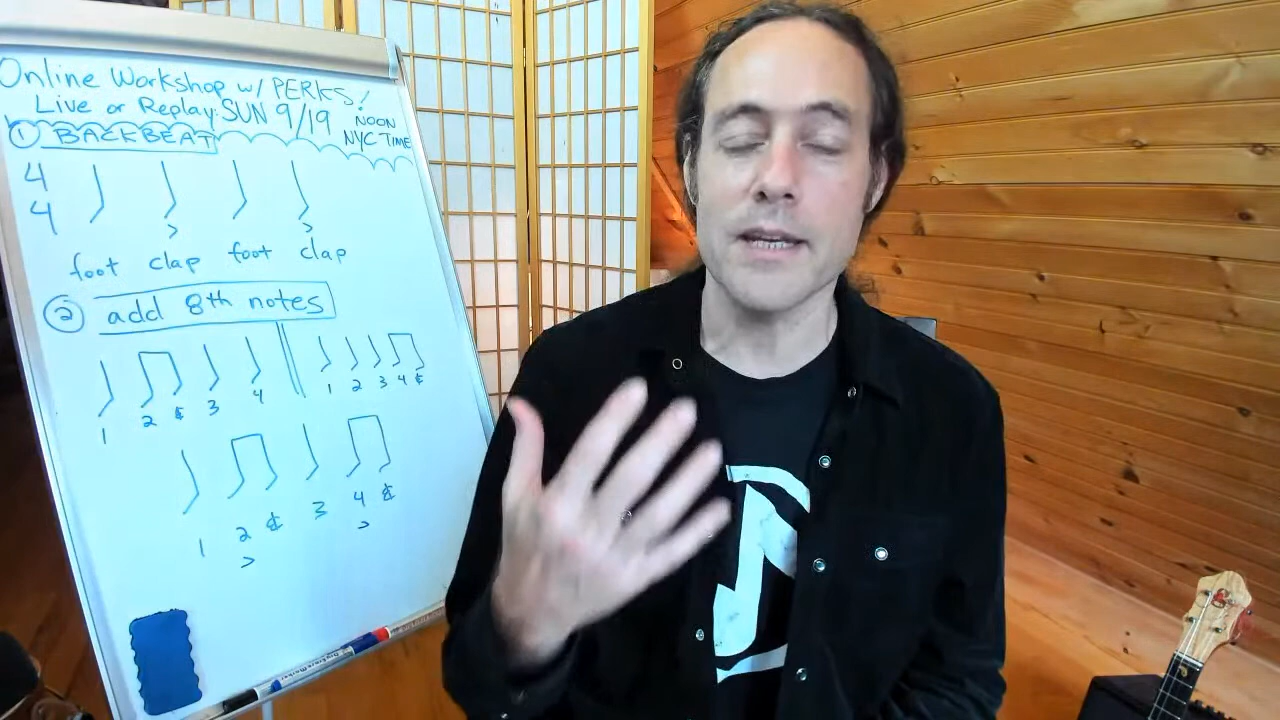 Online Workshop w/ PERKS!
Live or Replay: SUN 9/19 NOON
NYC TIME
① BACKBEAT
4
4
> >
foot clap foot clap
② add 8th notes
1 2 & 3 4 1 2 3 4 &
1 2 & 3 4 &
> >